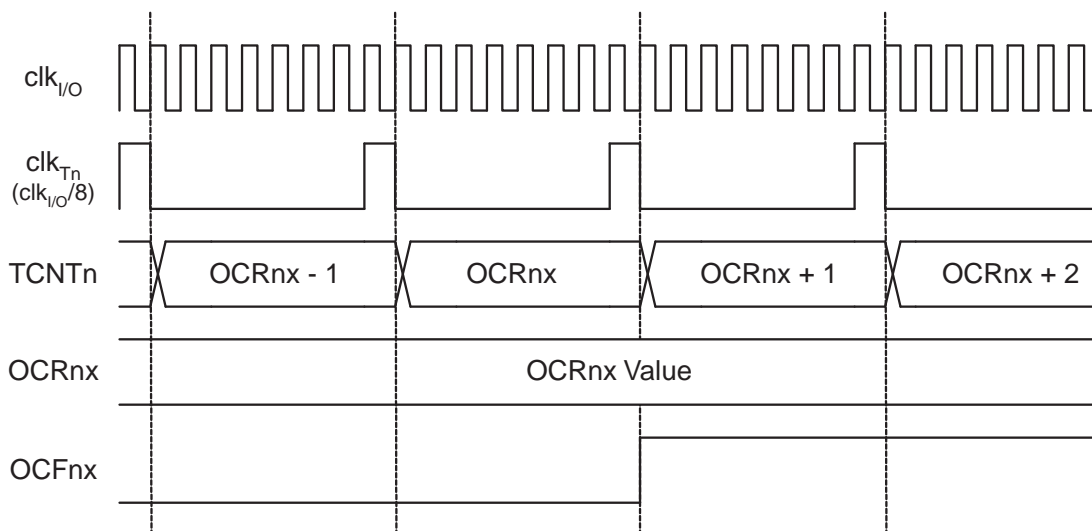 clkI/O
clkTn
(clkI/O/8)
TCNTn OCRnx - 1 OCRnx OCRnx + 1 OCRnx + 2
OCRnx OCRnx Value
OCFnx